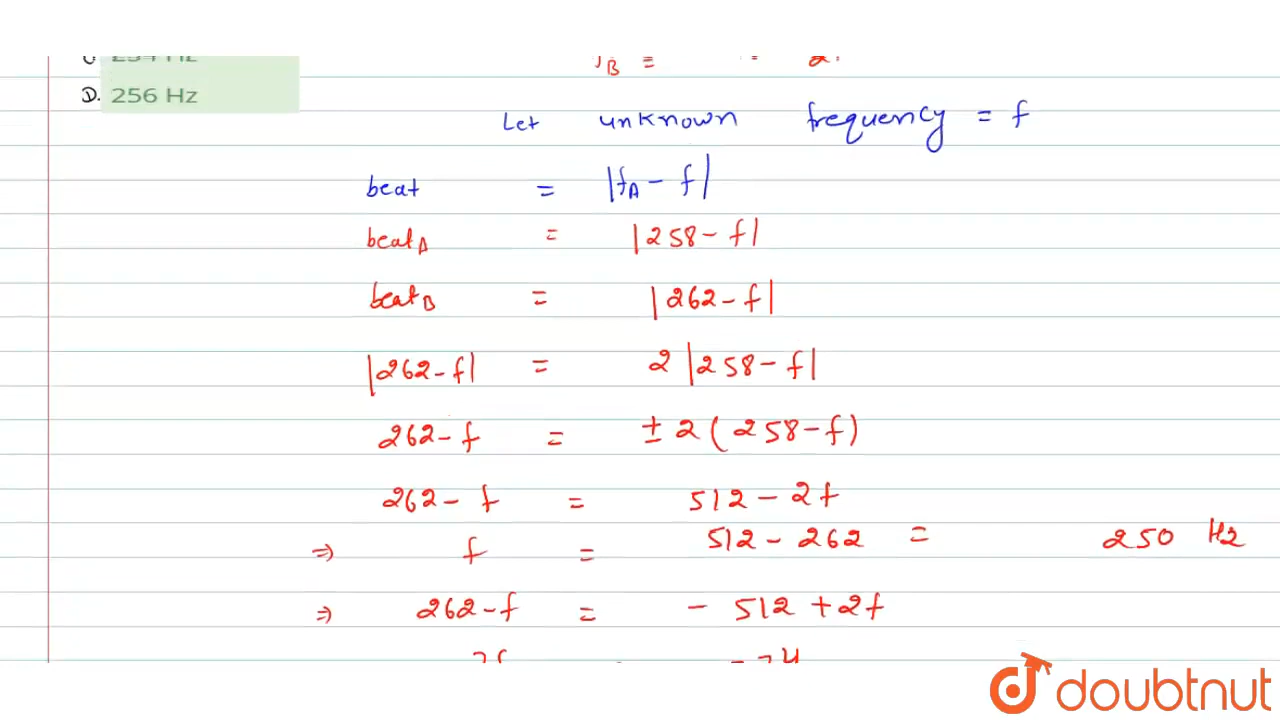 D. 256 Hz
Let unknown frequency = f
beat = |f_A - f|
beat_A = |258 - f|
beat_B = |262 - f|
|262 - f| = 2 |258 - f|
262 - f = ± 2 ( 258 - f )
262 - f = 512 - 2f
⇒ f = 512 - 262 = 250 Hz
⇒ 262 - f = - 512 + 2f
doubtnut